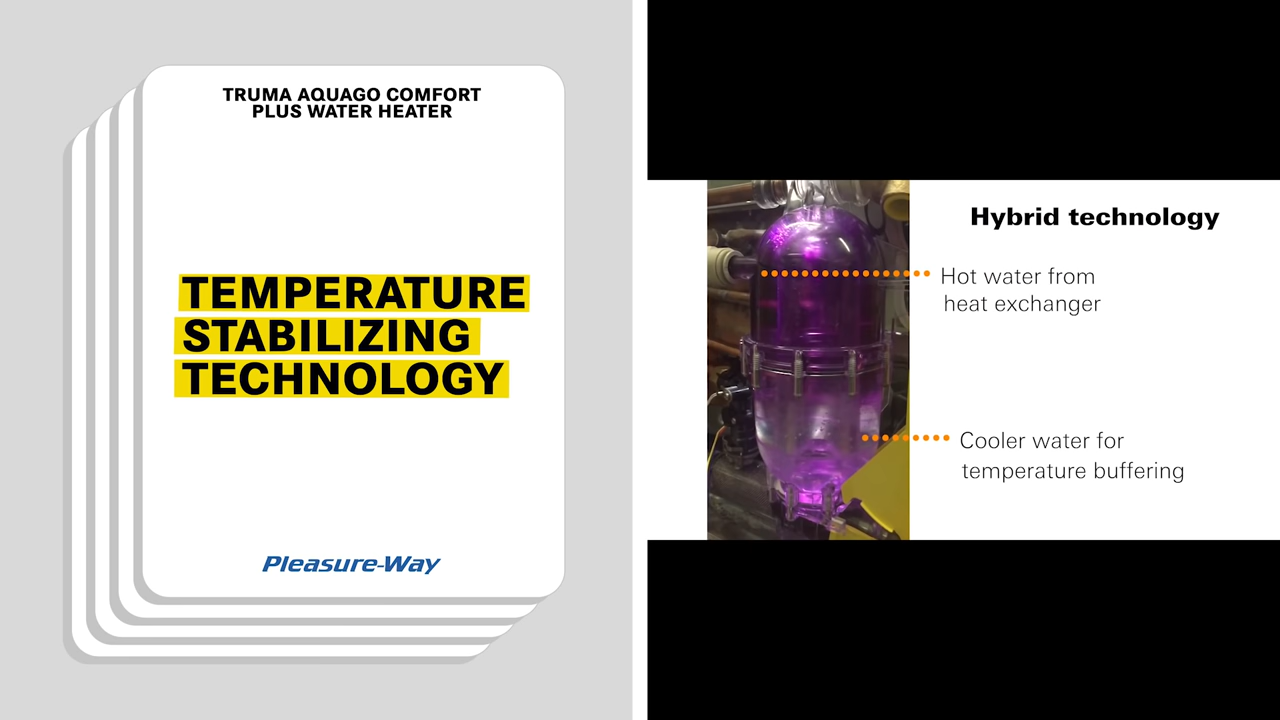 TRUMA AQUAGO COMFORT
PLUS WATER HEATER
TEMPERATURE
STABILIZING
TECHNOLOGY
Pleasure-Way
Hybrid technology
Hot water from
heat exchanger
Cooler water for
temperature buffering